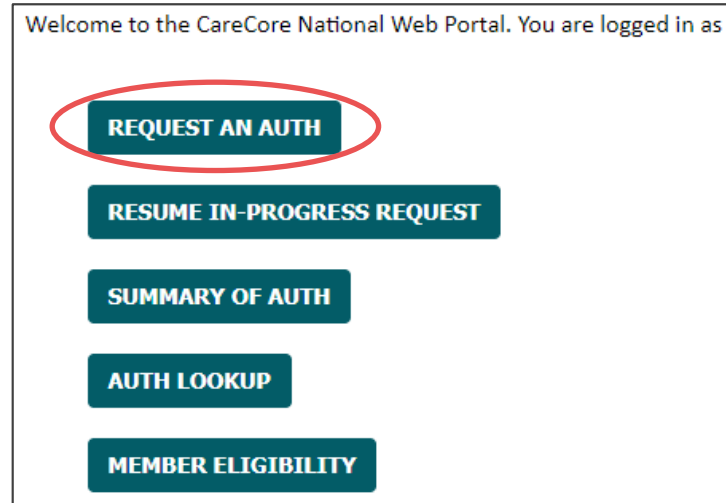 Welcome to the CareCore National Web Portal. You are logged in as
REQUEST AN AUTH
RESUME IN-PROGRESS REQUEST
SUMMARY OF AUTH
AUTH LOOKUP
MEMBER ELIGIBILITY